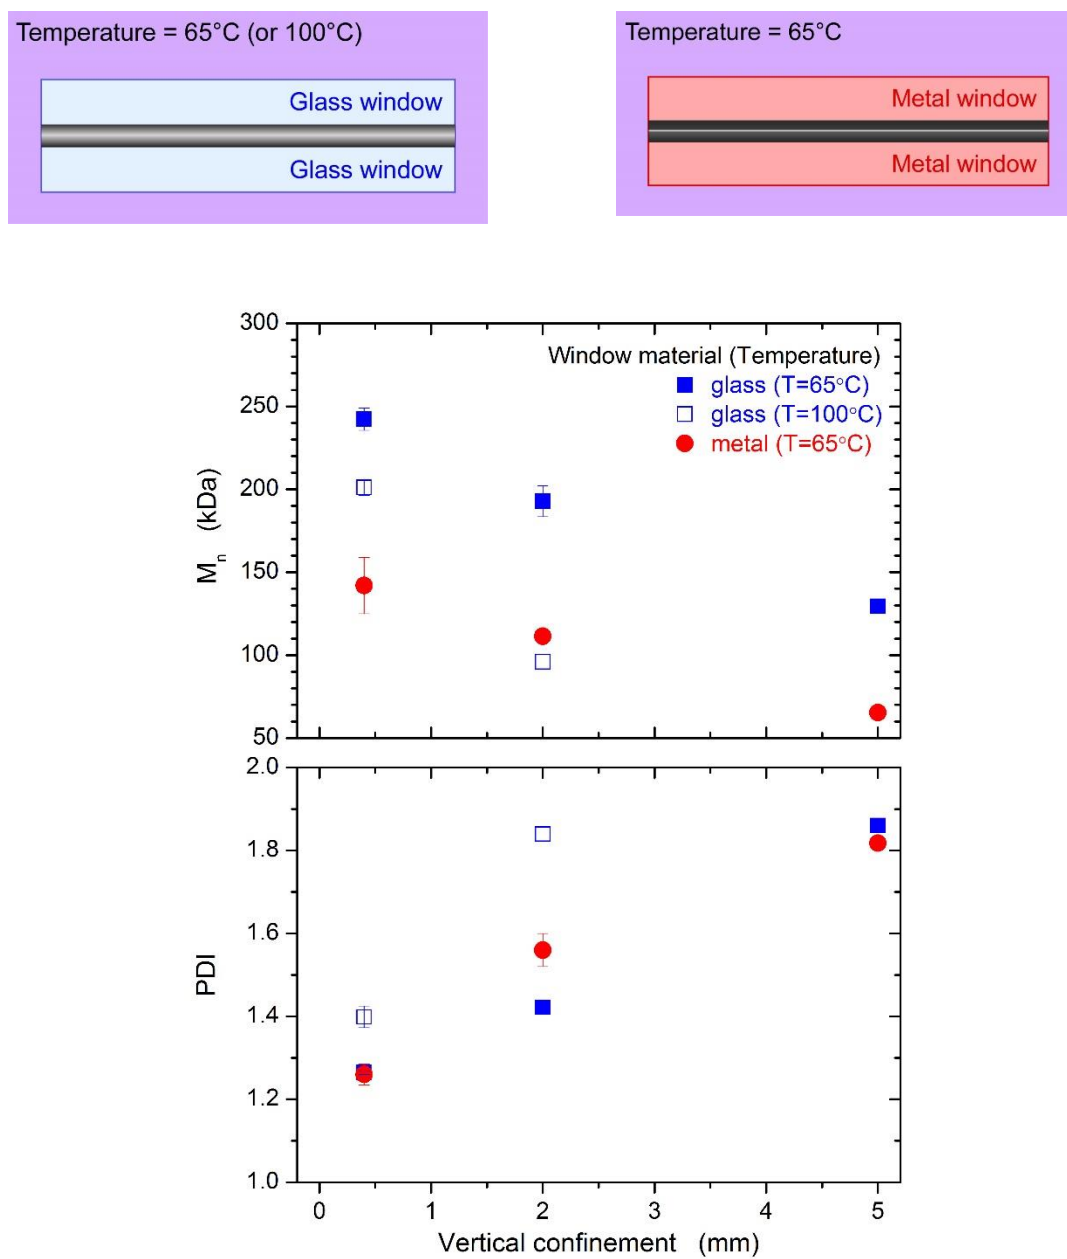 Temperature = 65°C (or 100°C)
Glass window
Glass window
Temperature = 65°C
Metal window
Metal window
300
250
200
150
100
50
Mn (kDa)
Window material (Temperature)
glass (T=65°C)
glass (T=100°C)
metal (T=65°C)
2.0
1.8
1.6
1.4
1.2
1.0
PDI
0 1 2 3 4 5
Vertical confinement (mm)